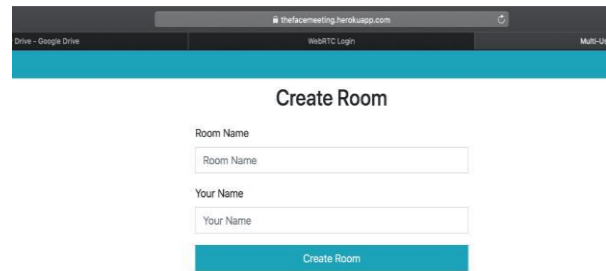 thefacemeeting.herokuapp.com
Drive - Google Drive
WebRTC Login
Multi-Us
Create Room
Room Name
Room Name
Your Name
Your Name
Create Room